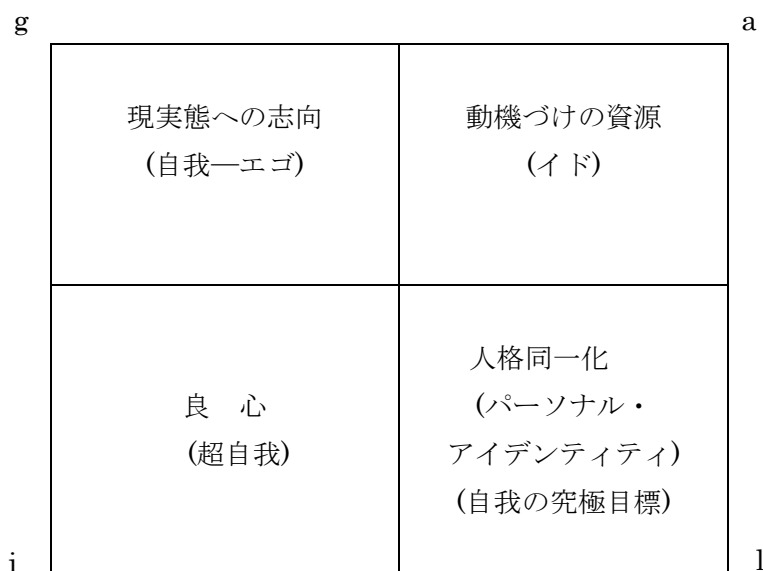 g
a
現実態への志向
(自我―エゴ)
動機づけの資源
(イド)
良　心
(超自我)
人格同一化
(パーソナル・
アイデンティティ)
(自我の究極目標)
i
l